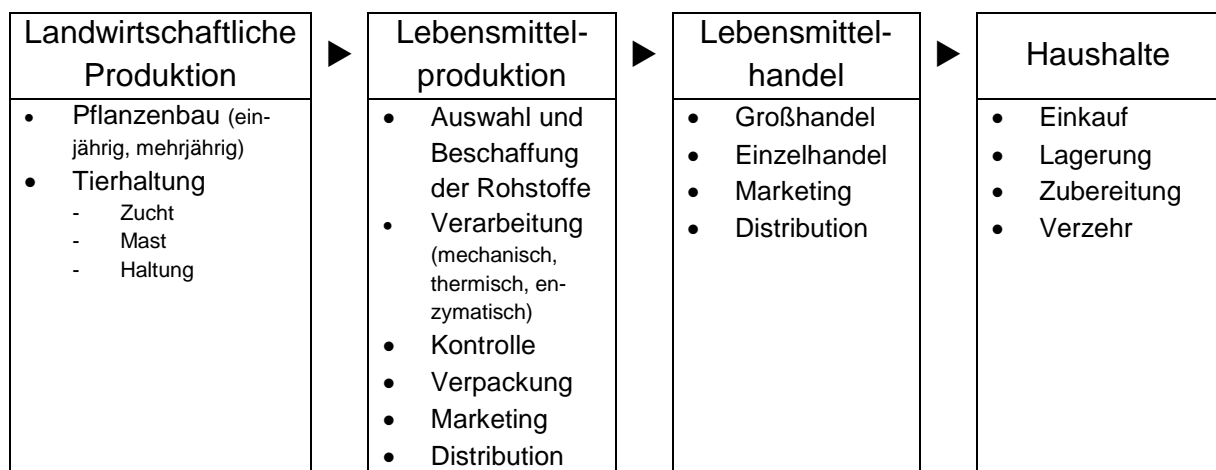 Landwirtschaftliche
Produktion
• Pflanzenbau (ein-
jährig, mehrjährig)
• Tierhaltung
- Zucht
- Mast
- Haltung
►
Lebensmittel-
produktion
• Auswahl und
Beschaffung
der Rohstoffe
• Verarbeitung
(mechanisch,
thermisch, en-
zymatisch)
• Kontrolle
• Verpackung
• Marketing
• Distribution
►
Lebensmittel-
handel
• Großhandel
• Einzelhandel
• Marketing
• Distribution
►
Haushalte
• Einkauf
• Lagerung
• Zubereitung
• Verzehr